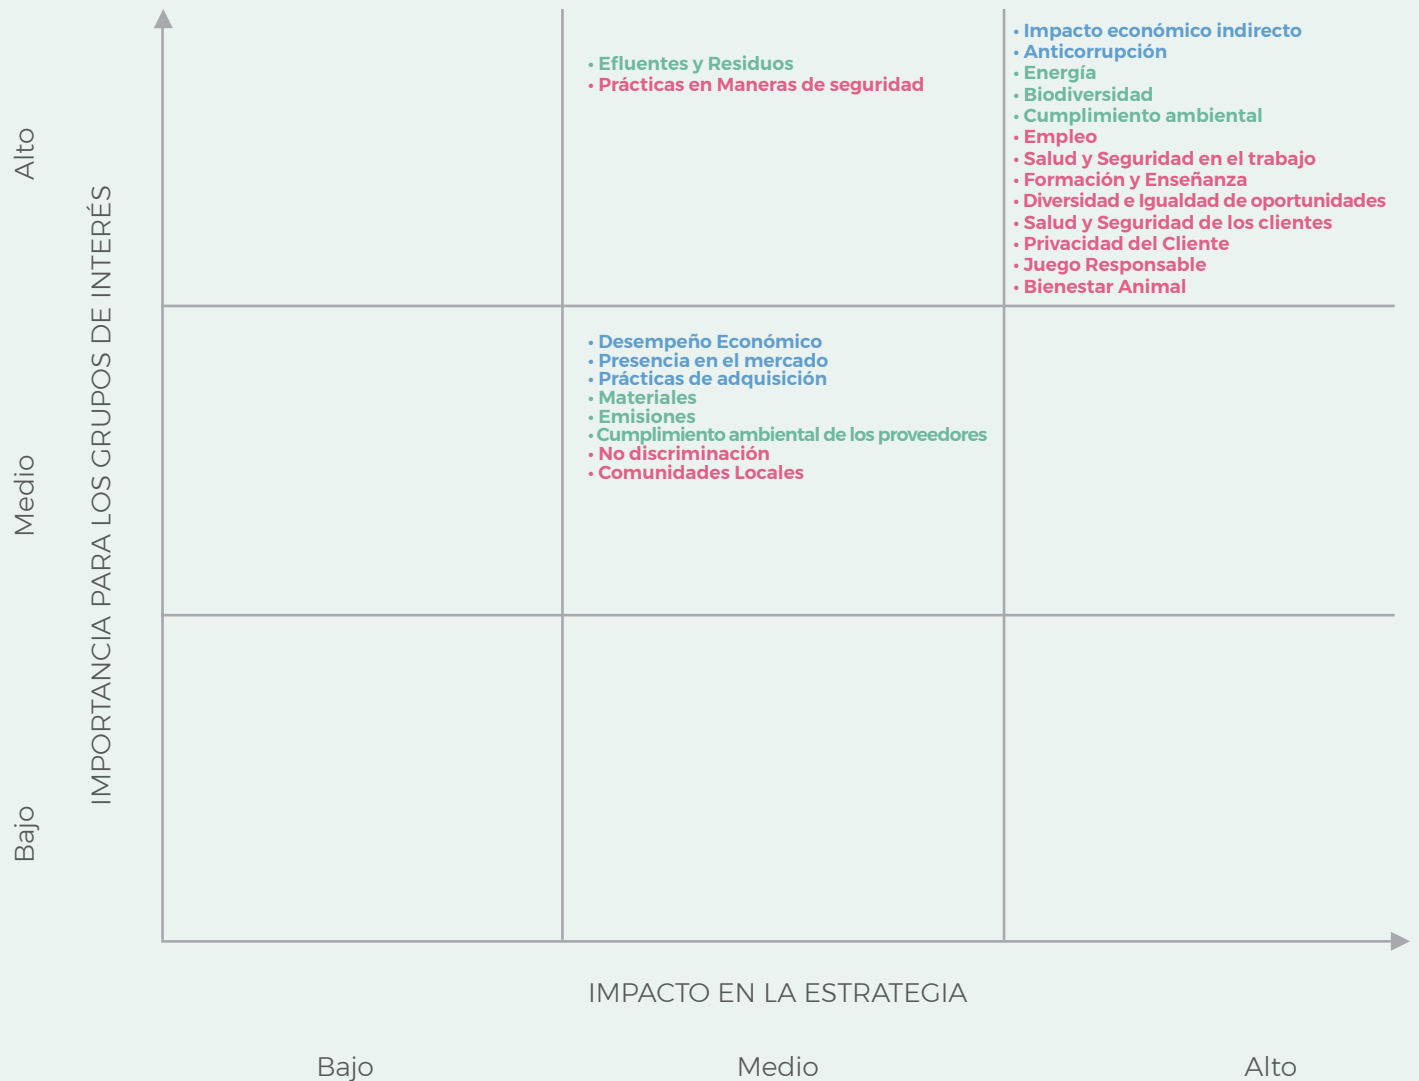 Alto
Medio
Bajo
IMPORTANCIA PARA LOS GRUPOS DE INTERÉS
• Efluentes y Residuos
• Prácticas en Maneras de seguridad
• Impacto económico indirecto
• Anticorrupción
• Energía
• Biodiversidad
• Cumplimiento ambiental
• Empleo
• Salud y Seguridad en el trabajo
• Formación y Enseñanza
• Diversidad e Igualdad de oportunidades
• Salud y Seguridad de los clientes
• Privacidad del Cliente
• Juego Responsable
• Bienestar Animal
• Desempeño Económico
• Presencia en el mercado
• Prácticas de adquisición
• Materiales
• Emisiones
• Cumplimiento ambiental de los proveedores
• No discriminación
• Comunidades Locales
IMPACTO EN LA ESTRATEGIA
Bajo
Medio
Alto